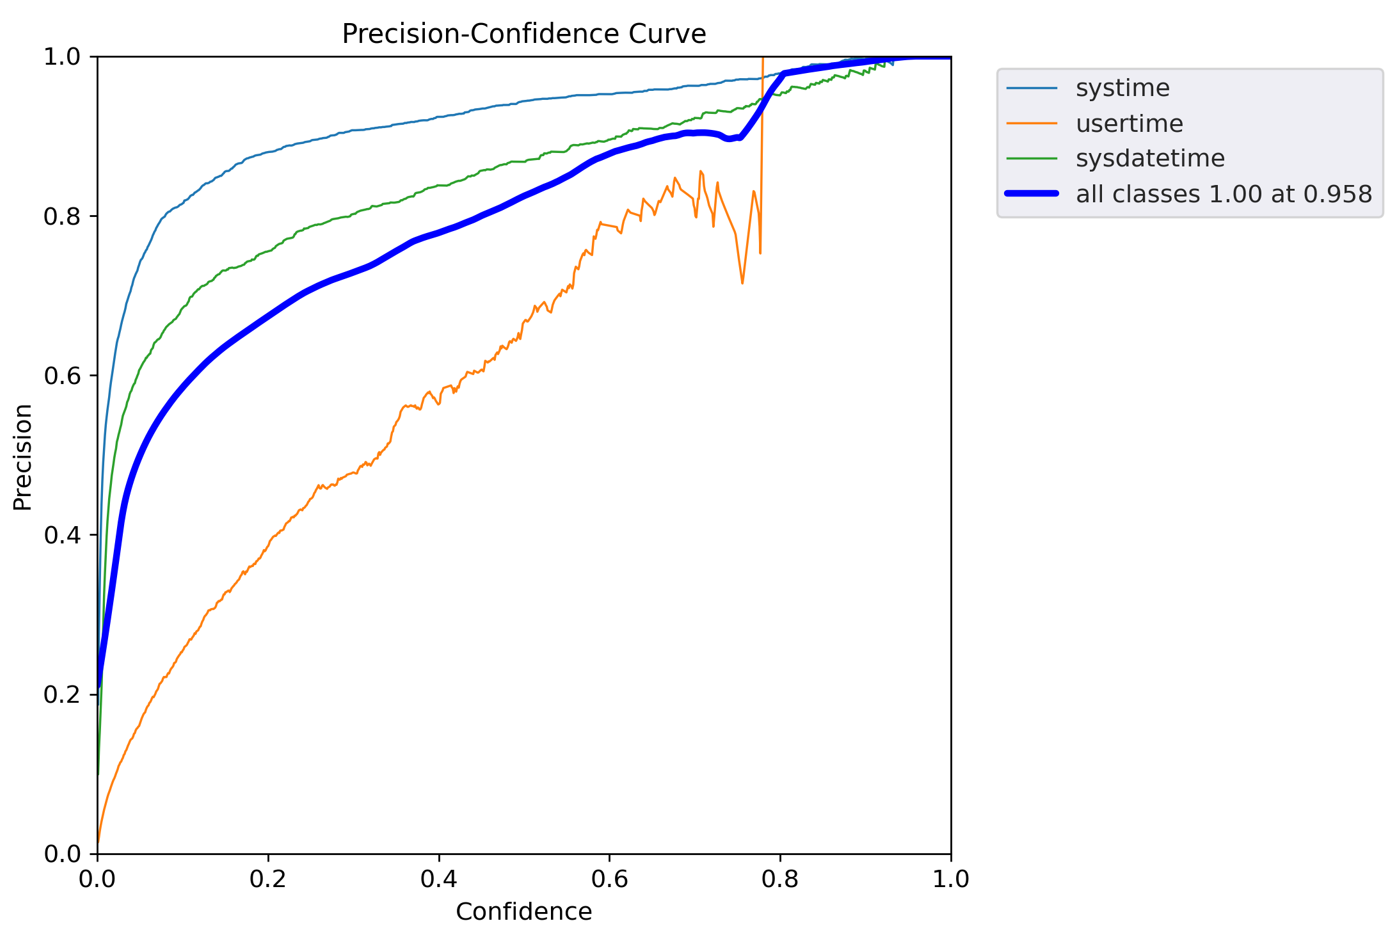 Precision-Confidence Curve
1.0
0.8
0.6
0.4
0.2
0.0
Precision
0.0 0.2 0.4 0.6 0.8 1.0
Confidence
systime
usertime
sysdatetime
all classes 1.00 at 0.958